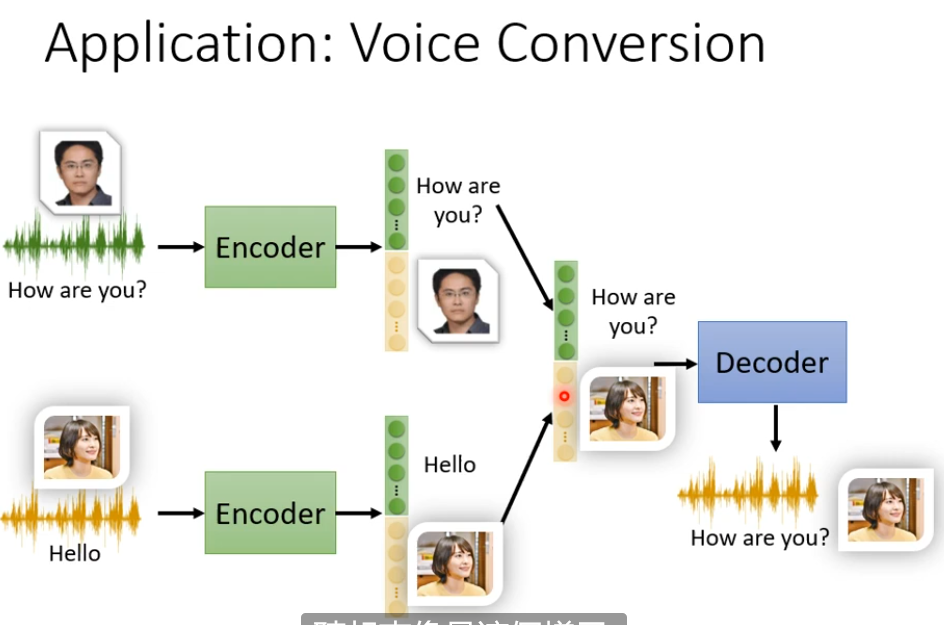 Application: Voice Conversion
How are you?
Encoder
How are
you?
Hello
Encoder
Hello
How are
you?
Decoder
How are you?